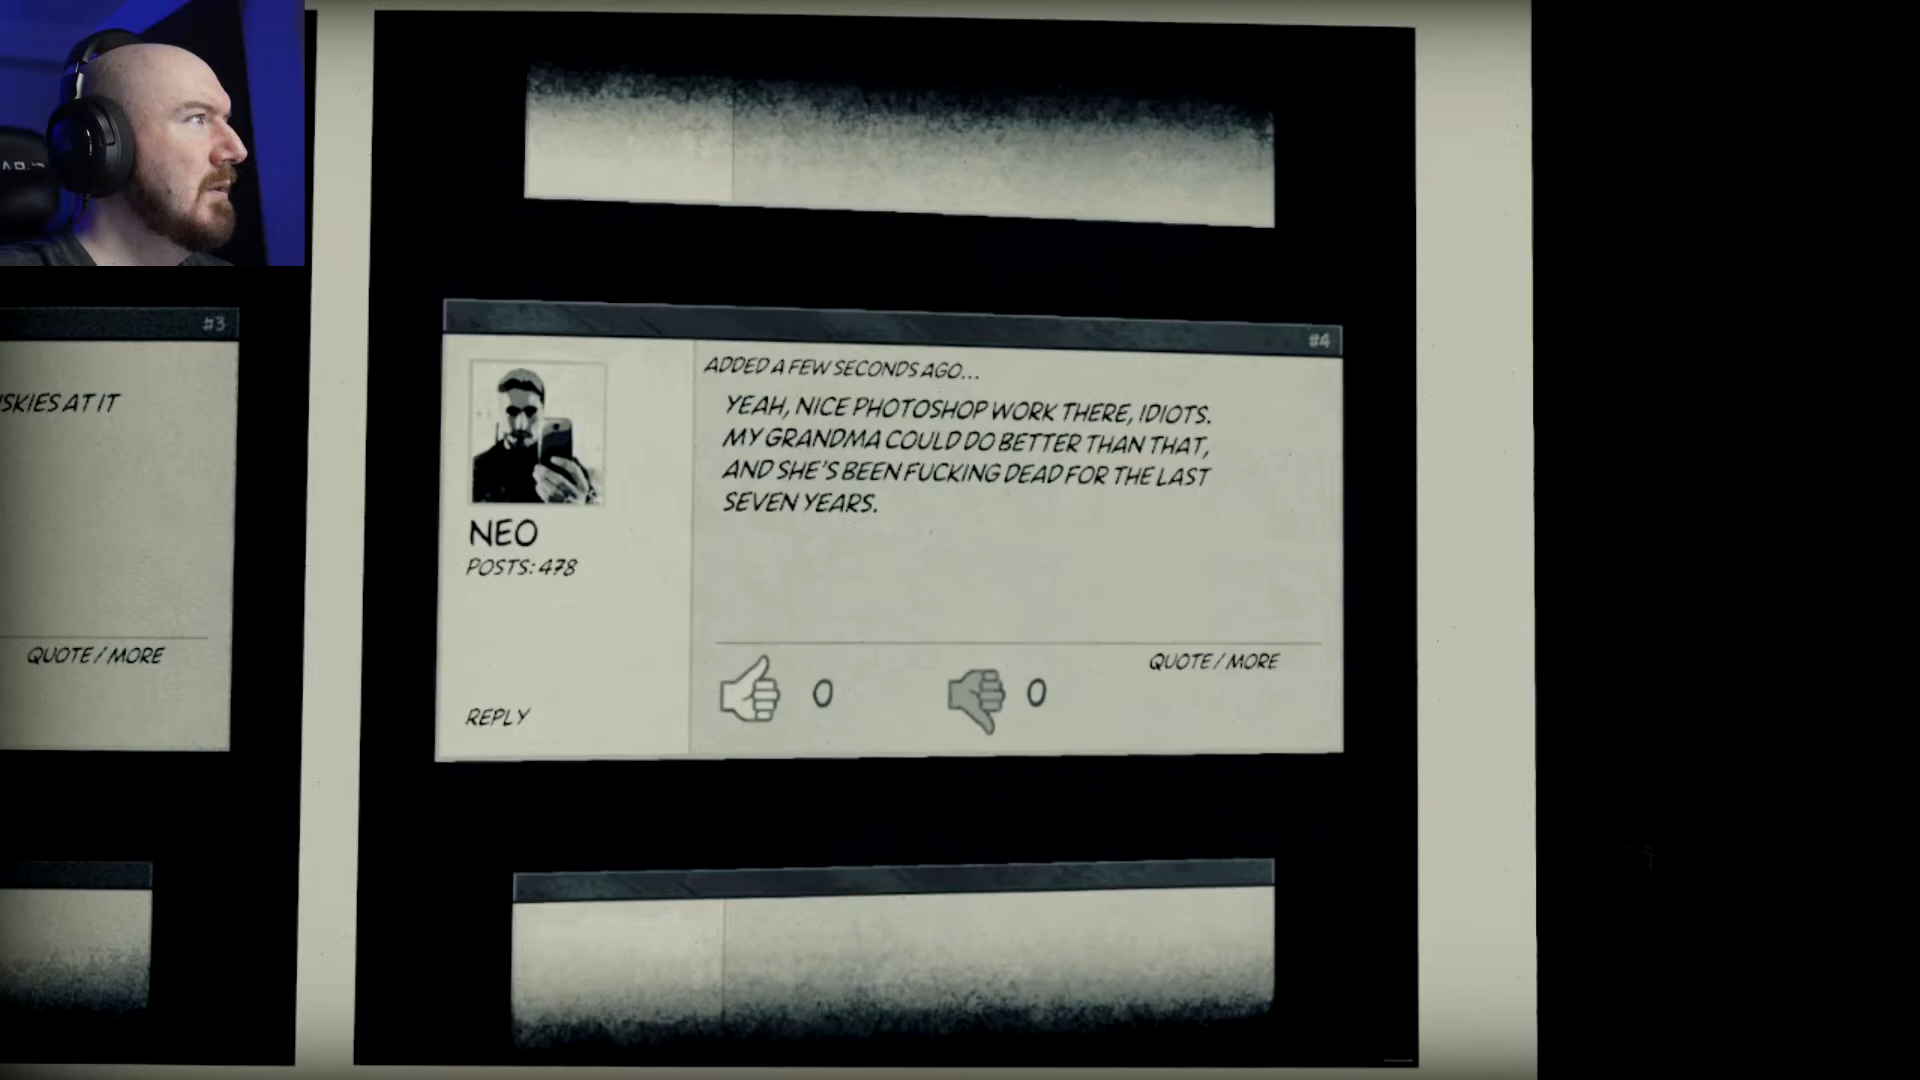 #3
SKIES AT IT
QUOTE / MORE
#4
ADDED A FEW SECONDS AGO...
YEAH, NICE PHOTOSHOP WORK THERE, IDIOTS.
MY GRANDMA COULD DO BETTER THAN THAT,
AND SHE'S BEEN FUCKING DEAD FOR THE LAST
SEVEN YEARS.
NEO
POSTS: 478
QUOTE / MORE
0
0
REPLY